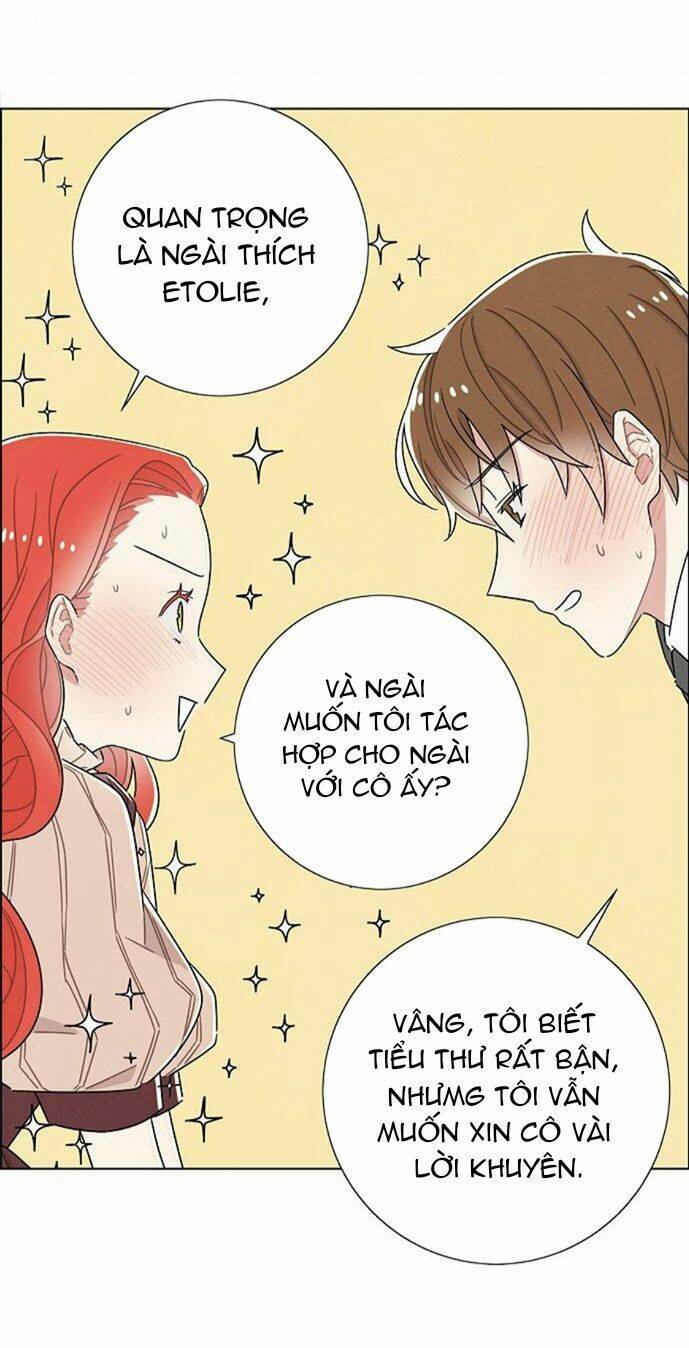 QUAN TRỌNG
LÀ NGÀI THÍCH
ETOLIE,
VÀ NGÀI
MUỐN TÔI TÁC
HỢP CHO NGÀI
VỚI CÔ ẤY?
VÂNG, TÔI BIẾT
TIỂU THƯ RẤT BẬN,
NHƯNG TÔI VẪN
MUỐN XIN CÔ VÀI
LỜI KHUYÊN.